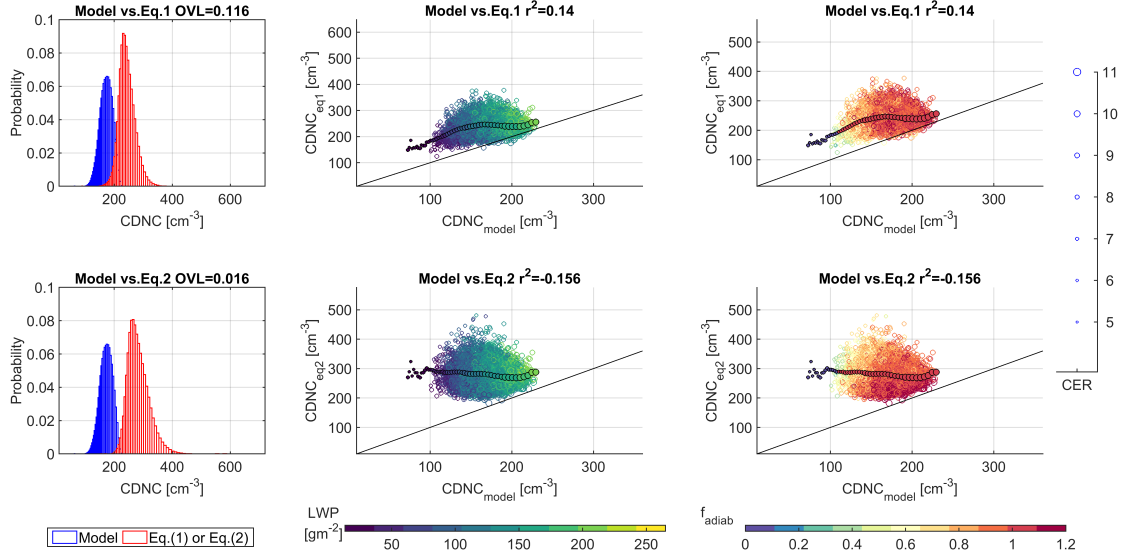 Model vs.Eq.1 OVL=0.116
0.1
0.08
0.06
0.04
0.02
0
Probability
200 400 600
CDNC [cm-3]
Model vs.Eq.1 r2=0.14
600
500
400
300
200
100
CDNCeq1 [cm-3]
100 200 300
CDNCmodel [cm-3]
Model vs.Eq.1 r2=0.14
500
400
300
200
100
CDNCeq1 [cm-3]
100 200 300
CDNCmodel [cm-3]
11
10
9
8
7
6
5
CER
Model vs.Eq.2 OVL=0.016
0.1
0.08
0.06
0.04
0.02
0
Probability
200 400 600
CDNC [cm-3]
Model vs.Eq.2 r2=-0.156
500
400
300
200
100
CDNCeq2 [cm-3]
100 200 300
CDNCmodel [cm-3]
Model vs.Eq.2 r2=-0.156
500
400
300
200
100
CDNCeq2 [cm-3]
100 200 300
CDNCmodel [cm-3]
Model Eq.(1) or Eq.(2)
LWP
[gm-2]
50 100 150 200 250
fadiab
0 0.2 0.4 0.6 0.8 1.0 1.2